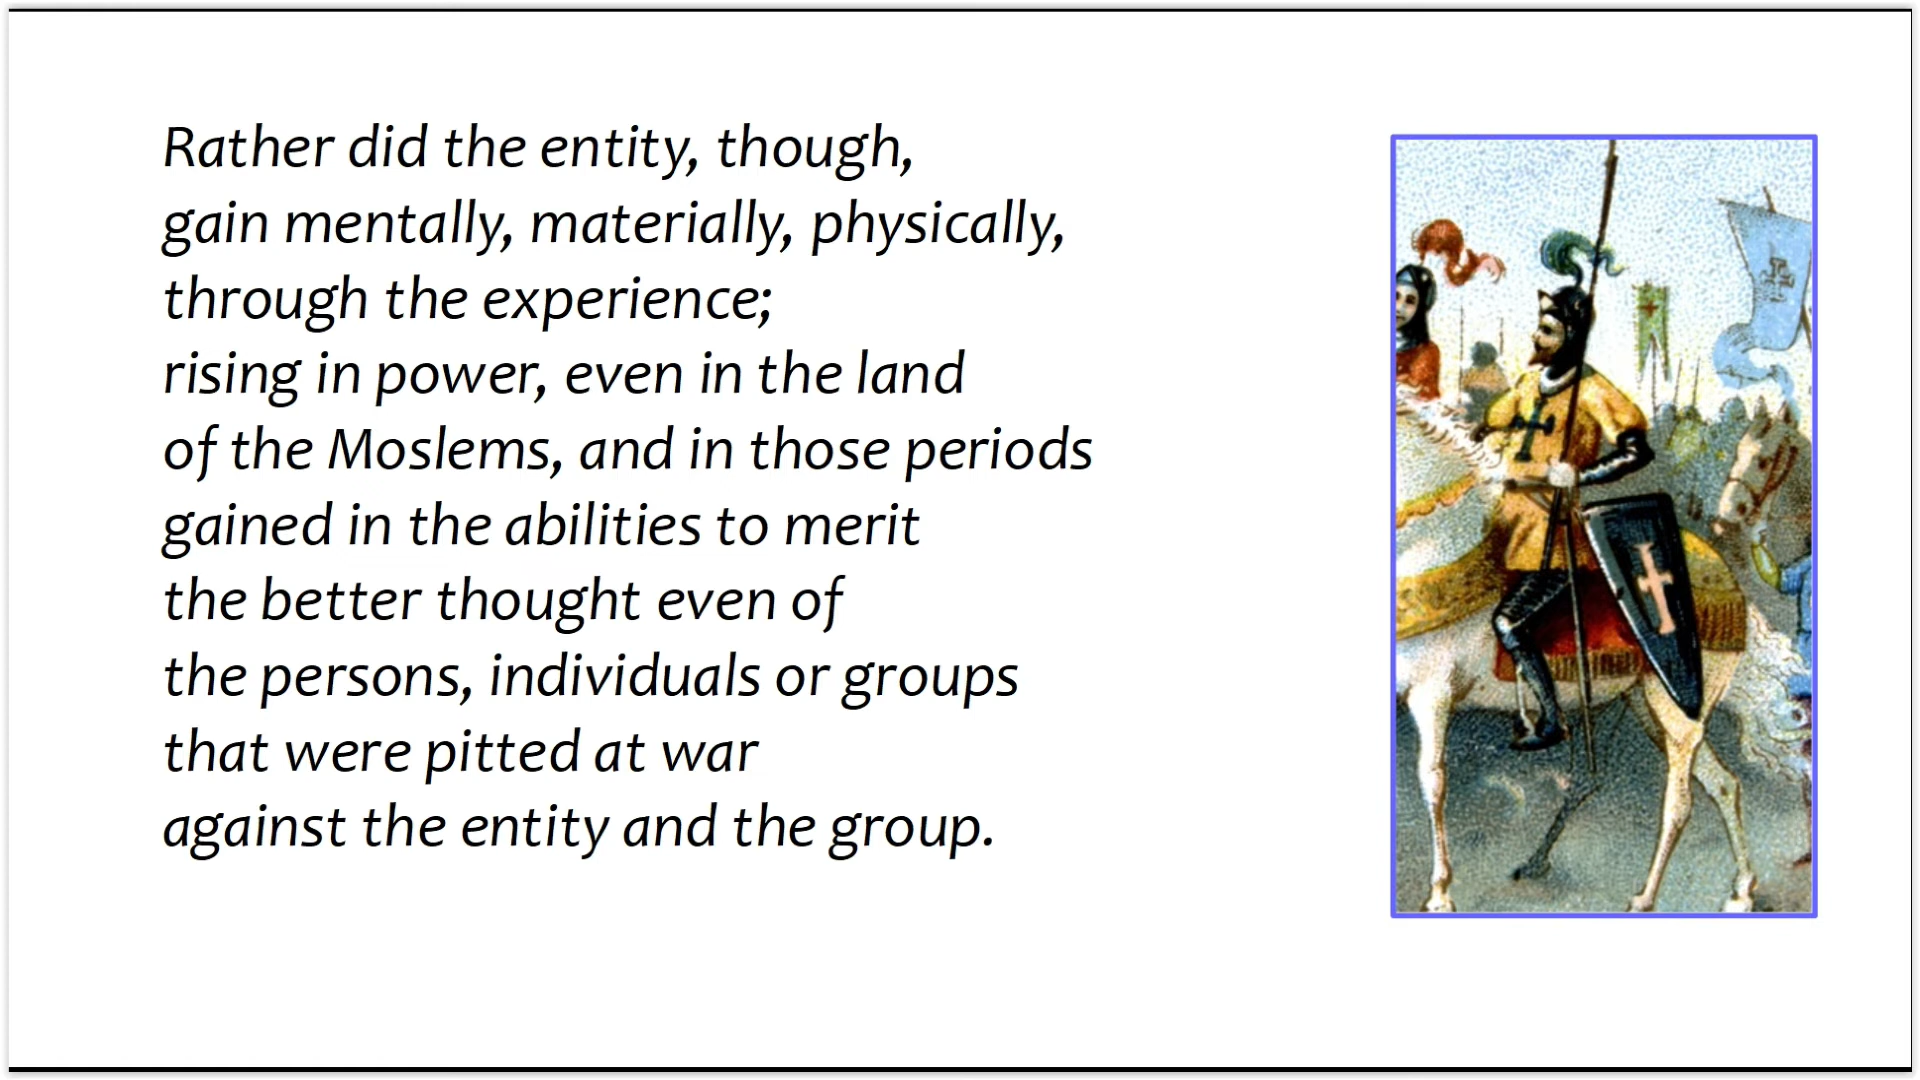 Rather did the entity, though,
gain mentally, materially, physically,
through the experience;
rising in power, even in the land
of the Moslems, and in those periods
gained in the abilities to merit
the better thought even of
the persons, individuals or groups
that were pitted at war
against the entity and the group.